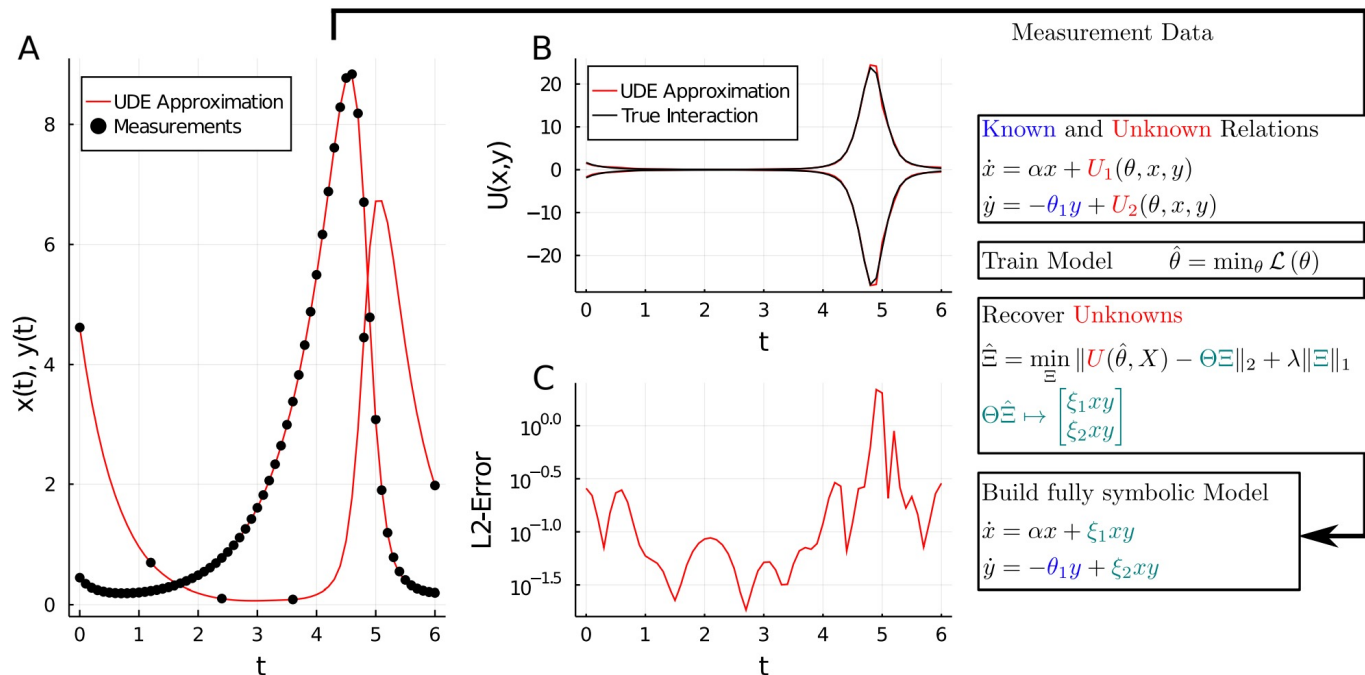 A
UDE Approximation
Measurements
8
6
4
2
0
x(t), y(t)
0 1 2 3 4 5 6
t
B
UDE Approximation
True Interaction
20
10
0
−10
−20
U(x,y)
0 1 2 3 4 5 6
t
C
10^0.0
10^−0.5
10^−1.0
10^−1.5
L2-Error
0 1 2 3 4 5 6
t
Measurement Data
Known and Unknown Relations
ẋ = αx + U₁(θ, x, y)
ẏ = −θ₁y + U₂(θ, x, y)
Train Model θ̂ = min_θ ℒ (θ)
Recover Unknowns
Ξ̂ = min_Ξ ‖U(θ̂, X) − ΘΞ‖₂ + λ‖Ξ‖₁
ΘΞ̂ ↦ [ξ₁xy
ξ₂xy]
Build fully symbolic Model
ẋ = αx + ξ₁xy
ẏ = −θ₁y + ξ₂xy